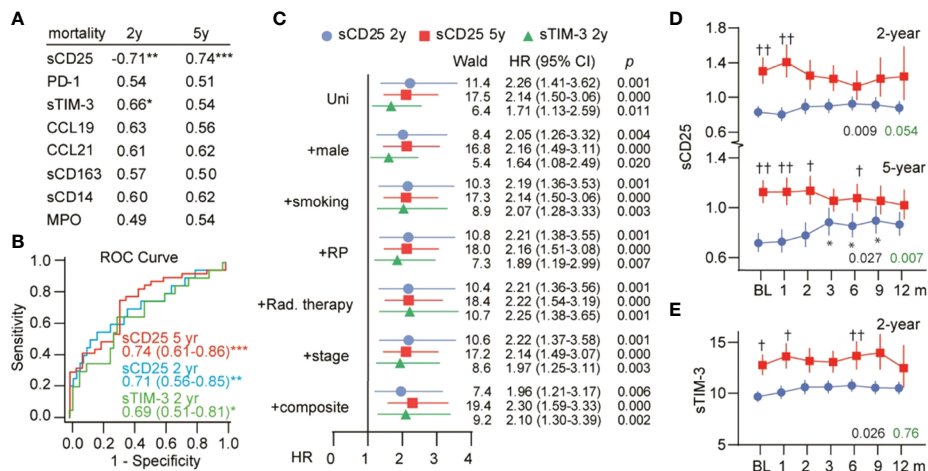 A
mortality 2y 5y
sCD25 -0.71** 0.74***
PD-1 0.54 0.51
sTIM-3 0.66* 0.54
CCL19 0.63 0.56
CCL21 0.61 0.62
sCD163 0.57 0.50
sCD14 0.60 0.62
MPO 0.49 0.54
B
ROC Curve
Sensitivity
1.0
0.8
0.6
0.4
0.2
0.0
sCD25 5 yr
0.74 (0.61-0.86)***
sCD25 2 yr
0.71 (0.56-0.85)**
sTIM-3 2 yr
0.69 (0.51-0.81)*
0.0 0.2 0.4 0.6 0.8 1.0
1 - Specificity
C
sCD25 2y sCD25 5y sTIM-3 2y
Wald HR (95% CI) p
Uni
11.4 2.26 (1.41-3.62) 0.001
17.5 2.14 (1.50-3.06) 0.000
6.4 1.71 (1.13-2.59) 0.011
+male
8.4 2.05 (1.26-3.32) 0.004
16.8 2.16 (1.49-3.11) 0.000
5.4 1.64 (1.08-2.49) 0.020
+smoking
10.3 2.19 (1.36-3.53) 0.001
17.3 2.14 (1.50-3.06) 0.000
8.9 2.07 (1.28-3.33) 0.003
+RP
10.8 2.21 (1.38-3.55) 0.001
18.0 2.16 (1.51-3.08) 0.000
7.3 1.89 (1.19-2.99) 0.007
+Rad. therapy
10.4 2.21 (1.36-3.56) 0.001
18.4 2.22 (1.54-3.19) 0.000
10.7 2.25 (1.38-3.65) 0.001
+stage
10.6 2.22 (1.37-3.58) 0.001
17.2 2.14 (1.49-3.07) 0.000
8.6 1.97 (1.25-3.11) 0.003
+composite
7.4 1.96 (1.21-3.17) 0.006
19.4 2.30 (1.59-3.33) 0.000
9.2 2.10 (1.30-3.39) 0.002
HR 0 1 2 3 4
D
2-year
sCD25
1.8
1.4
1.0
0.6
†† ††
0.009 0.054
5-year
1.4
1.0
0.6
†† †† † †
* * *
0.027 0.007
BL 1 2 3 6 9 12 m
E
2-year
sTIM-3
15
10
5
† † ††
0.026 0.76
BL 1 2 3 6 9 12 m